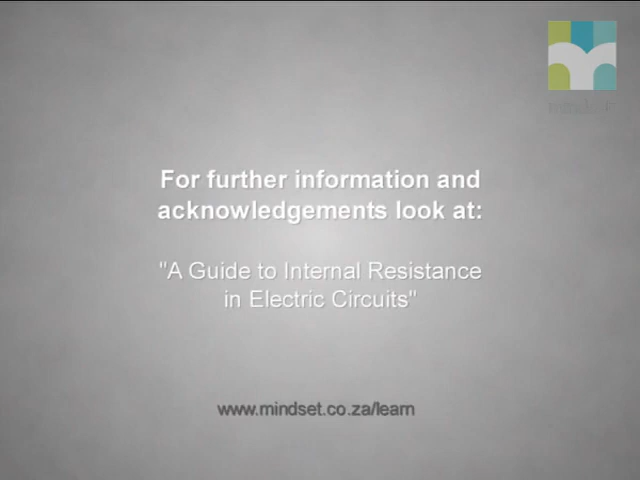 For further information and
acknowledgements look at:
"A Guide to Internal Resistance
in Electric Circuits"
www.mindset.co.za/learn